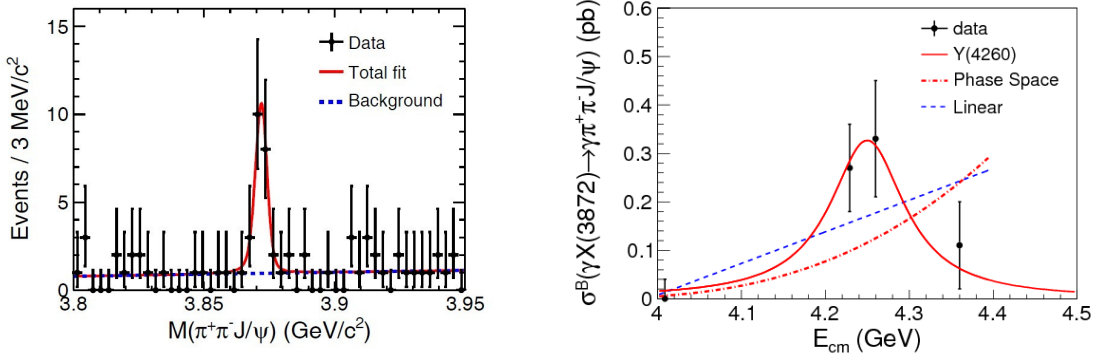 Events / 3 MeV/c²
15
10
5
0
Data
Total fit
Background
3.8
3.85
3.9
3.95
M(π⁺π⁻J/ψ) (GeV/c²)
σᴮ(γX(3872)→γπ⁺π⁻J/ψ) (pb)
0.6
0.5
0.4
0.3
0.2
0.1
0
data
Y(4260)
Phase Space
Linear
4
4.1
4.2
4.3
4.4
4.5
E_cm (GeV)